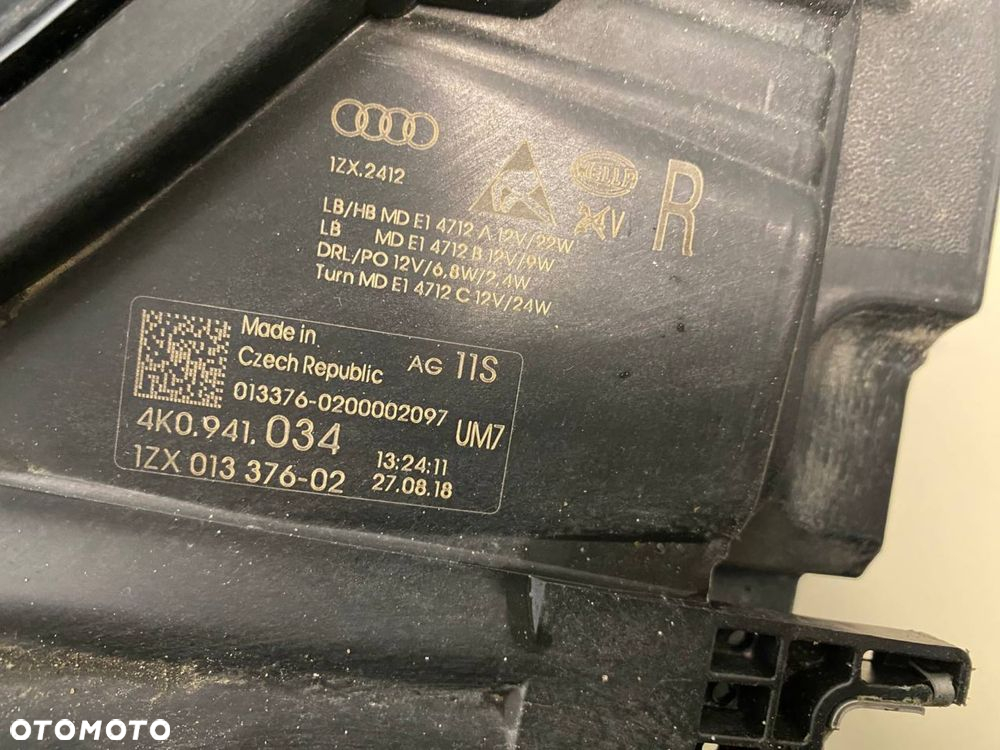 1ZX.2412
HELLA
24V
R
LB/HB MD E1 4712 A 12V/22W
LB MD E1 4712 B 12V/9W
DRL/PO 12V/6,8W/2,4W
Turn MD E1 4712 C 12V/24W
Made in
Czech Republic
AG 11S
013376-0200002097
4K0.941.034
UM7
1ZX 013 376-02
13:24:11
27.08.18
OTOMOTO